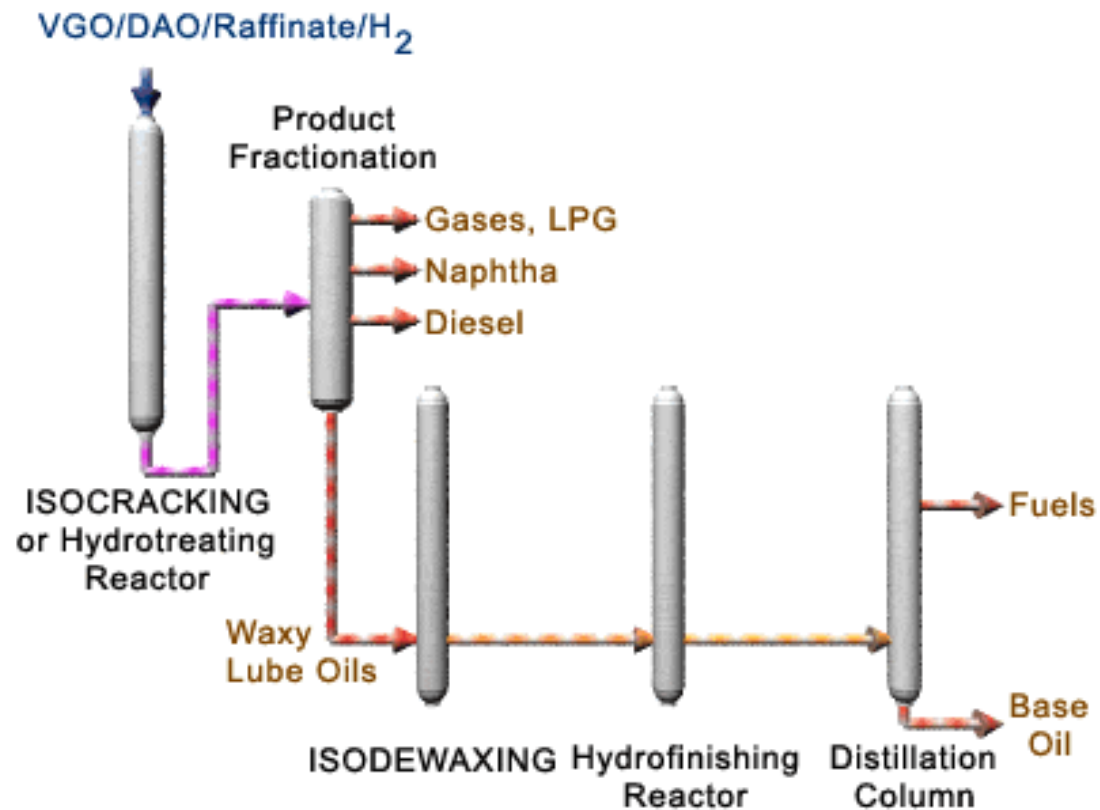 VGO/DAO/Raffinate/H₂
Product
Fractionation
Gases, LPG
Naphtha
Diesel
ISOCRACKING
or Hydrotreating
Reactor
Fuels
Waxy
Lube Oils
Base
Oil
ISODEWAXING
Hydrofinishing
Reactor
Distillation
Column